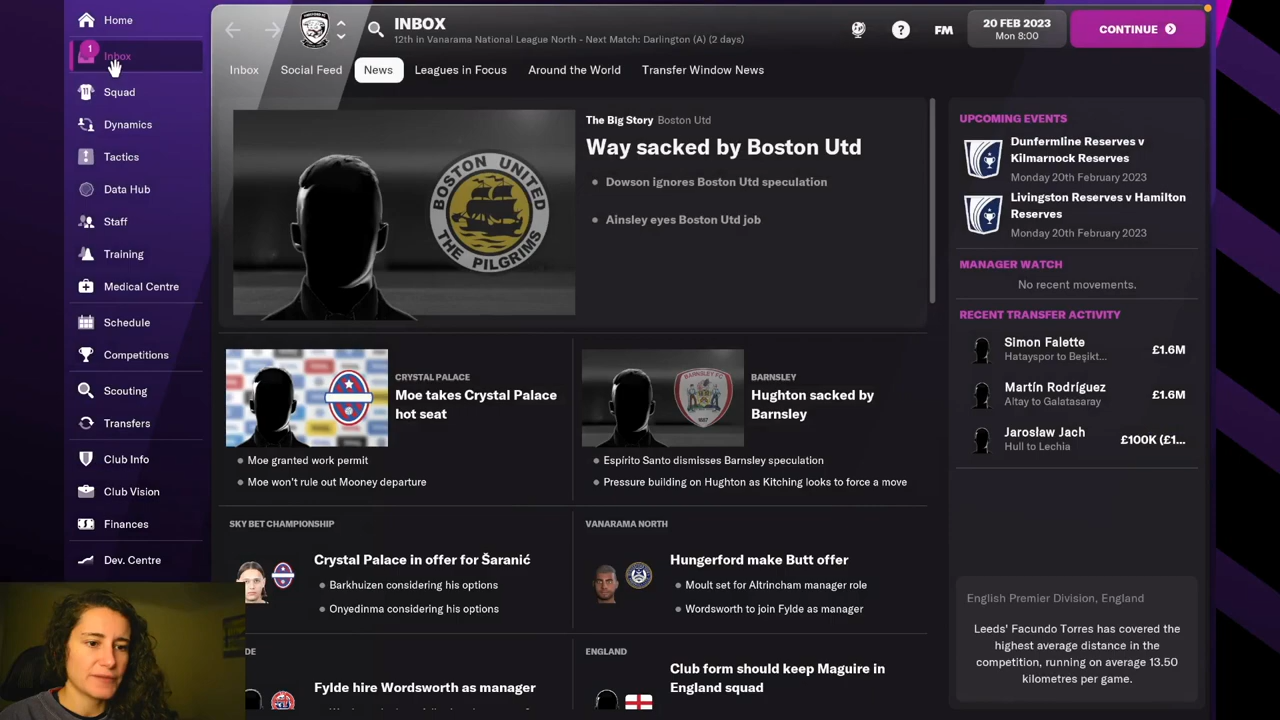 Home
1
Inbox
Squad
Dynamics
Tactics
Data Hub
Staff
Training
Medical Centre
Schedule
Competitions
Scouting
Transfers
Club Info
Club Vision
Finances
Dev. Centre
INBOX
12th in Vanarama National League North - Next Match: Darlington (A) (2 days)
?
FM
20 FEB 2023
Mon 8:00
CONTINUE
Inbox
Social Feed
News
Leagues in Focus
Around the World
Transfer Window News
BOSTON UNITED
THE PILGRIMS
The Big Story Boston Utd
Way sacked by Boston Utd
Dowson ignores Boston Utd speculation
Ainsley eyes Boston Utd job
CRYSTAL PALACE
Moe takes Crystal Palace
hot seat
Moe granted work permit
Moe won't rule out Mooney departure
BARNSLEY FC
BARNSLEY
Hughton sacked by
Barnsley
Espírito Santo dismisses Barnsley speculation
Pressure building on Hughton as Kitching looks to force a move
SKY BET CHAMPIONSHIP
Crystal Palace in offer for Šaranić
Barkhuizen considering his options
Onyedinma considering his options
VANARAMA NORTH
Hungerford make Butt offer
Moult set for Altrincham manager role
Wordsworth to join Fylde as manager
DE
Fylde hire Wordsworth as manager
ENGLAND
Club form should keep Maguire in
England squad
UPCOMING EVENTS
Dunfermline Reserves v
Kilmarnock Reserves
Monday 20th February 2023
Livingston Reserves v Hamilton
Reserves
Monday 20th February 2023
MANAGER WATCH
No recent movements.
RECENT TRANSFER ACTIVITY
Simon Falette
Hatayspor to Beşikt...
£1.6M
Martín Rodríguez
Altay to Galatasaray
£1.6M
Jarosław Jach
Hull to Lechia
£100K (£1...
English Premier Division, England
Leeds' Facundo Torres has covered the
highest average distance in the
competition, running on average 13.50
kilometres per game.